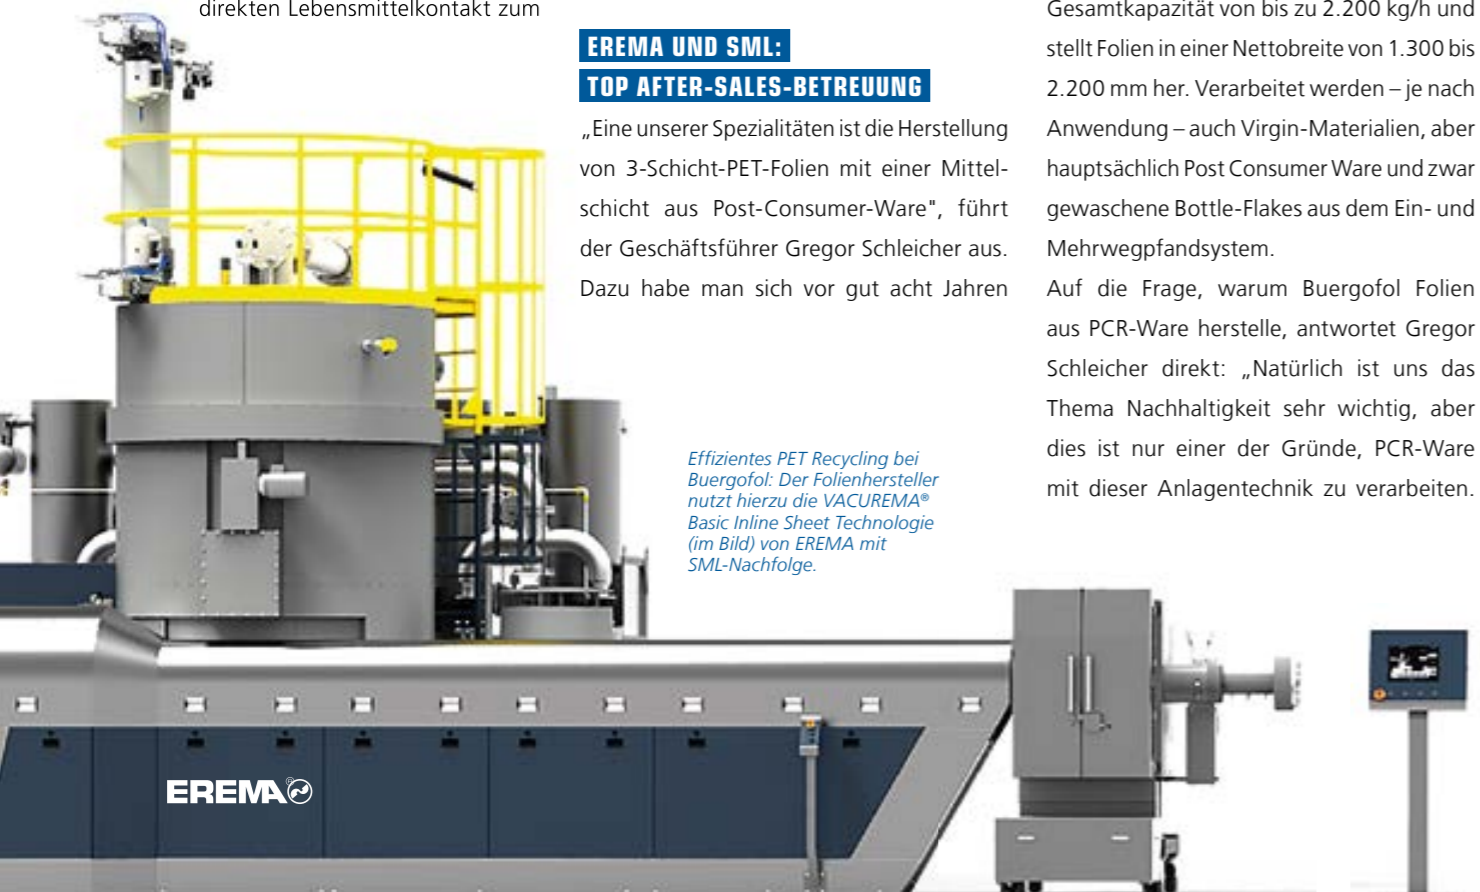 direkten Lebensmittelkontakt zum
EREMA UND SML:
TOP AFTER-SALES-BETREUUNG
„Eine unserer Spezialitäten ist die Herstellung
von 3-Schicht-PET-Folien mit einer Mittel-
schicht aus Post-Consumer-Ware", führt
der Geschäftsführer Gregor Schleicher aus.
Dazu habe man sich vor gut acht Jahren
Effizientes PET Recycling bei
Buergofol: Der Folienhersteller
nutzt hierzu die VACUREMA®
Basic Inline Sheet Technologie
(im Bild) von EREMA mit
SML-Nachfolge.
Gesamtkapazität von bis zu 2.200 kg/h und
stellt Folien in einer Nettobreite von 1.300 bis
2.200 mm her. Verarbeitet werden – je nach
Anwendung – auch Virgin-Materialien, aber
hauptsächlich Post Consumer Ware und zwar
gewaschene Bottle-Flakes aus dem Ein- und
Mehrwegpfandsystem.
Auf die Frage, warum Buergofol Folien
aus PCR-Ware herstelle, antwortet Gregor
Schleicher direkt: „Natürlich ist uns das
Thema Nachhaltigkeit sehr wichtig, aber
dies ist nur einer der Gründe, PCR-Ware
mit dieser Anlagentechnik zu verarbeiten.
EREMA®